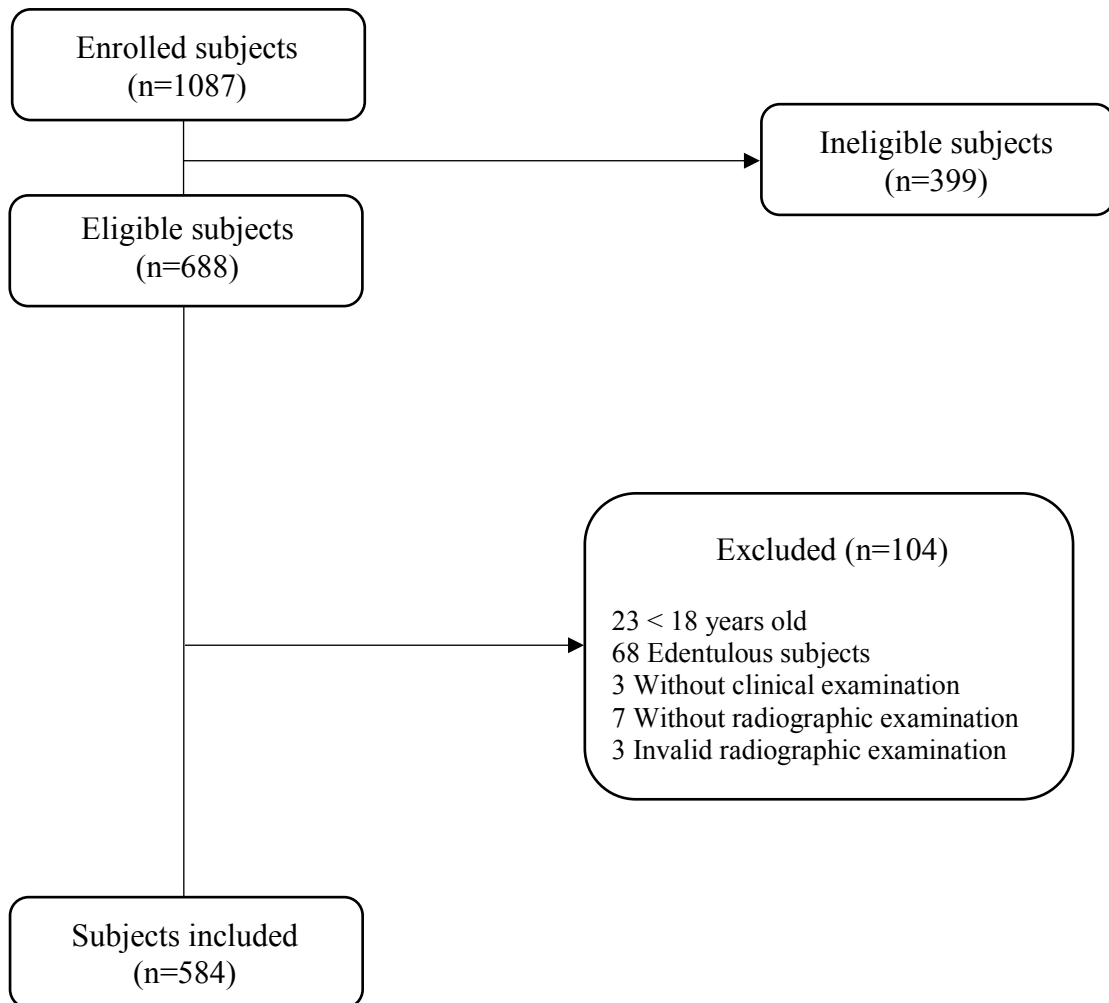 Enrolled subjects
(n=1087)
Ineligible subjects
(n=399)
Eligible subjects
(n=688)
Excluded (n=104)
23 < 18 years old
68 Edentulous subjects
3 Without clinical examination
7 Without radiographic examination
3 Invalid radiographic examination
Subjects included
(n=584)